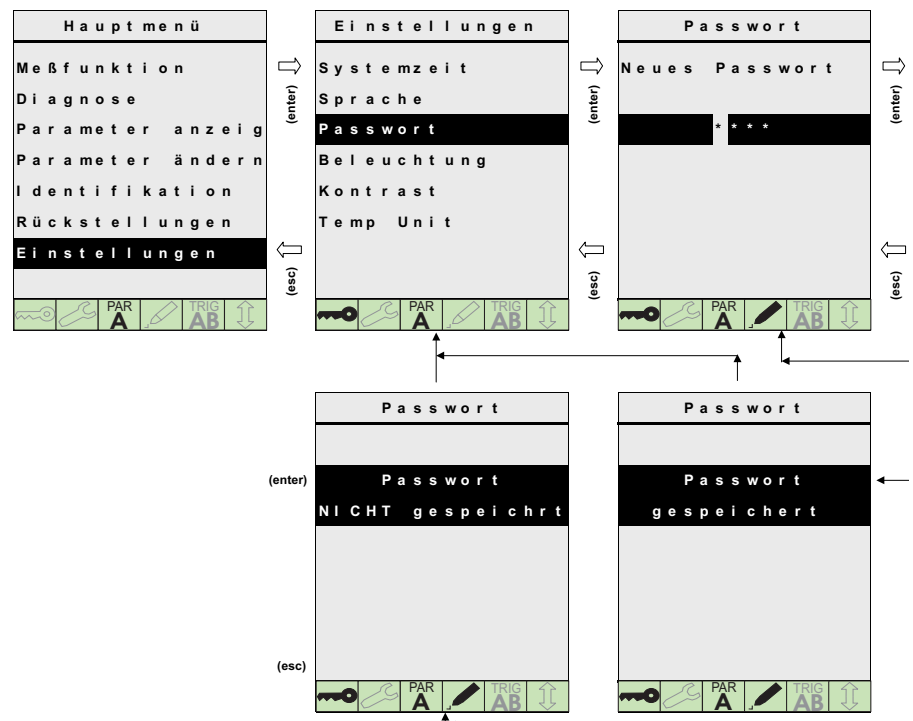 Hauptmenü
Meßfunktion
Diagnose
Parameter anzeig
Parameter ändern
Identifikation
Rückstellungen
Einstellungen
PAR
A
TRIG
AB
(enter)
(esc)
Einstellungen
Systemzeit
Sprache
Passwort
Beleuchtung
Kontrast
Temp Unit
PAR
A
TRIG
AB
(enter)
(esc)
Passwort
Neues Passwort
****
PAR
A
TRIG
AB
(enter)
(esc)
(enter)
(esc)
Passwort
Passwort
NICHT gespeichrt
PAR
A
TRIG
AB
Passwort
Passwort
gespeichert
PAR
A
TRIG
AB